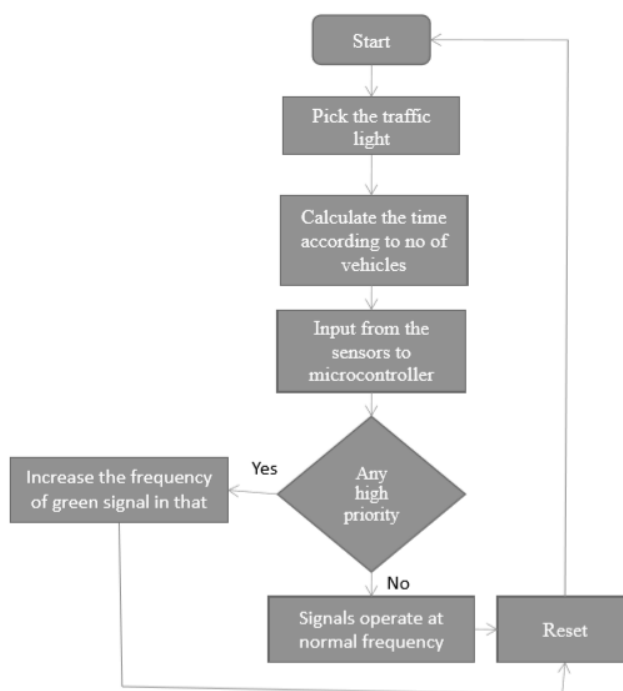 Start
Pick the traffic
light
Calculate the time
according to no of
vehicles
Input from the
sensors to
microcontroller
Any
high
priority
Yes
Increase the frequency
of green signal in that
No
Signals operate at
normal frequency
Reset